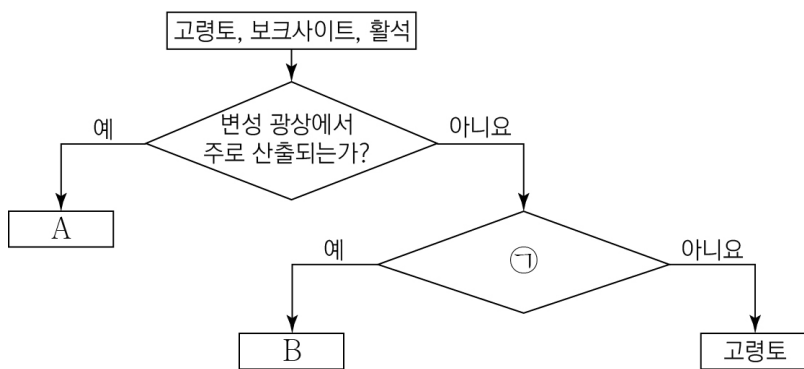 고령토, 보크사이트, 활석
변성 광상에서
주로 산출되는가?
예
아니요
A
㉠
예
아니요
B
고령토